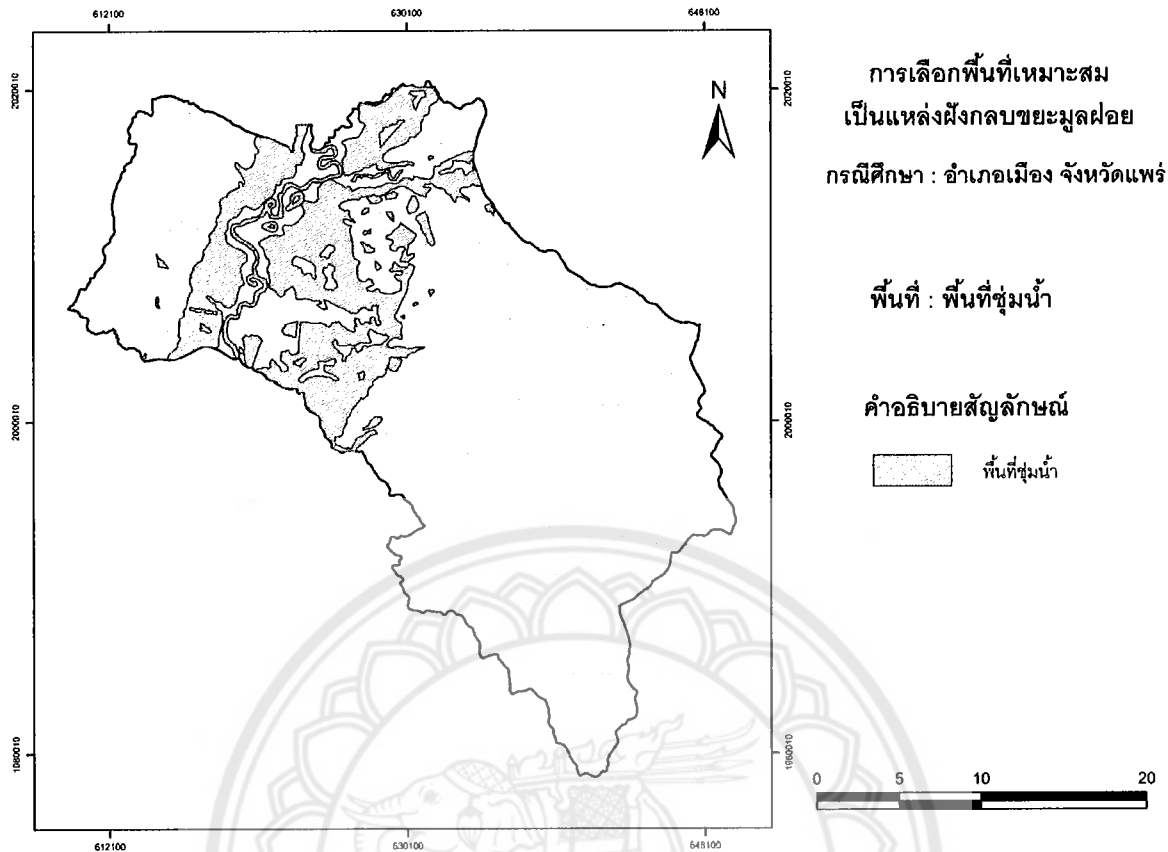 612100 630100 648100
2020010 2020010
N
การเลือกพื้นที่เหมาะสม
เป็นแหล่งฝังกลบขยะมูลฝอย
กรณีศึกษา : อำเภอเมือง จังหวัดแพร่
พื้นที่ : พื้นที่ชุ่มน้ำ
คำอธิบายสัญลักษณ์
พื้นที่ชุ่มน้ำ
2000010 2000010
1980010 1980010
0 5 10 20
612100 630100 648100